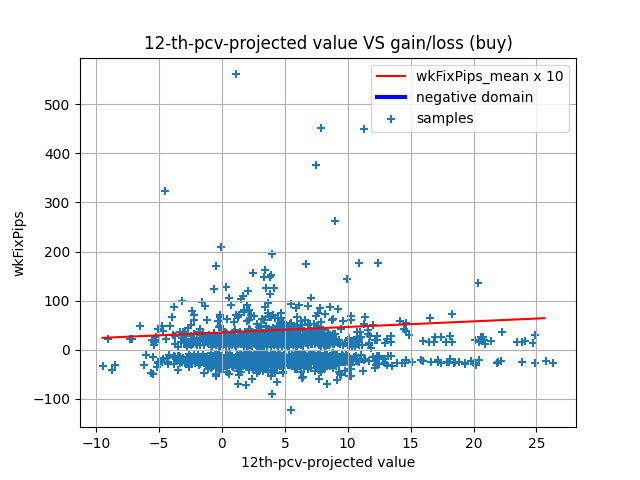 12-th-pcv-projected value VS gain/loss (buy)
wkFixPips_mean x 10
negative domain
samples
wkFixPips
500
400
300
200
100
0
−100
−10 −5 0 5 10 15 20 25
12th-pcv-projected value